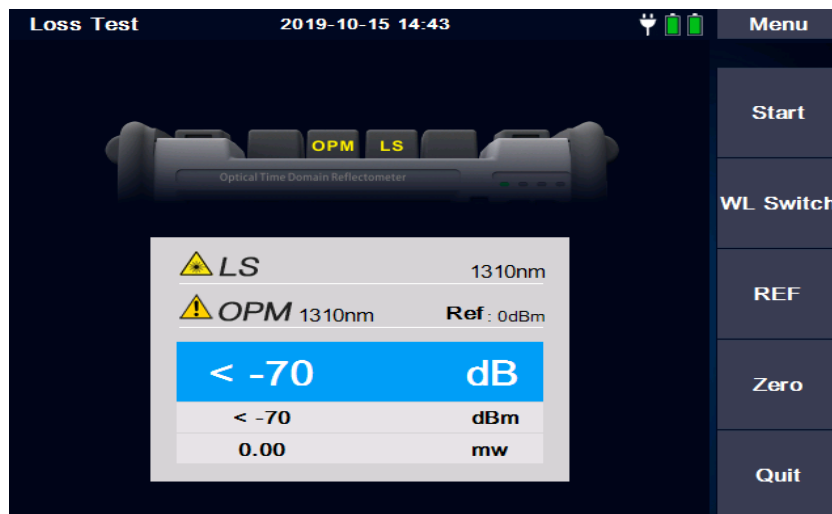 Loss Test 2019-10-15 14:43 Menu
OPM LS
Optical Time Domain Reflectometer
LS 1310nm
OPM 1310nm Ref : 0dBm
< -70 dB
< -70 dBm
0.00 mw
Start
WL Switch
REF
Zero
Quit